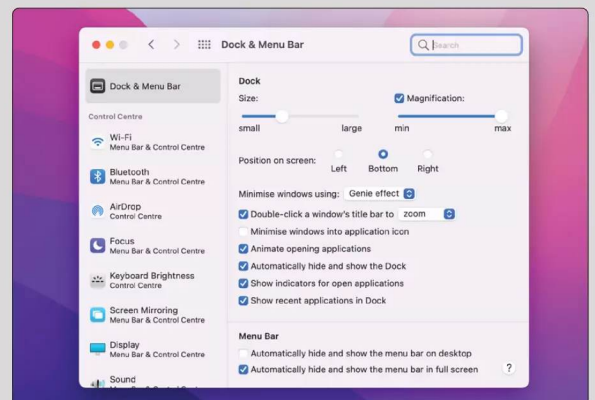 Dock & Menu Bar
Search
Dock & Menu Bar
Control Centre
Wi-Fi
Menu Bar & Control Centre
Bluetooth
Menu Bar & Control Centre
AirDrop
Control Centre
Focus
Menu Bar & Control Centre
Keyboard Brightness
Control Centre
Screen Mirroring
Menu Bar & Control Centre
Display
Menu Bar & Control Centre
Sound
Dock
Size:
Magnification:
small large min max
Position on screen:
Left Bottom Right
Minimise windows using: Genie effect
Double-click a window's title bar to zoom
Minimise windows into application icon
Animate opening applications
Automatically hide and show the Dock
Show indicators for open applications
Show recent applications in Dock
Menu Bar
Automatically hide and show the menu bar on desktop
Automatically hide and show the menu bar in full screen ?